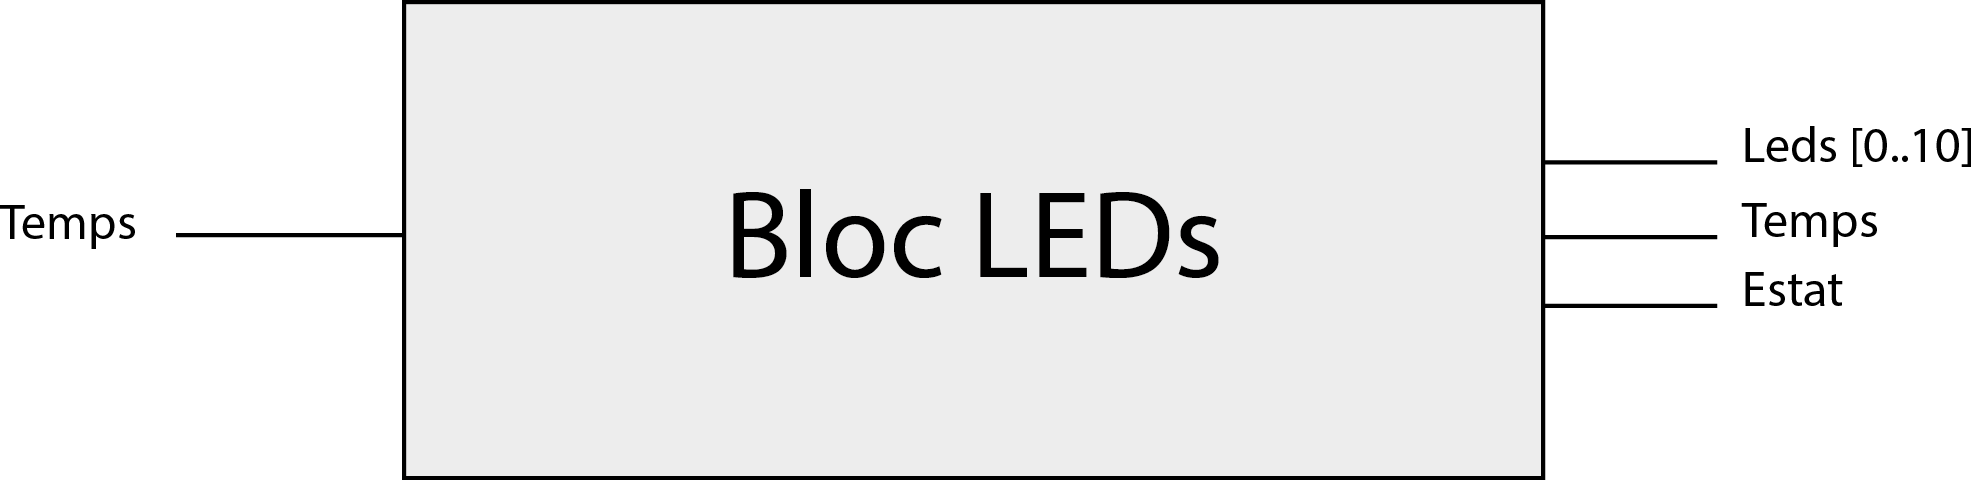 Temps
Bloc LEDs
Leds [0..10]
Temps
Estat